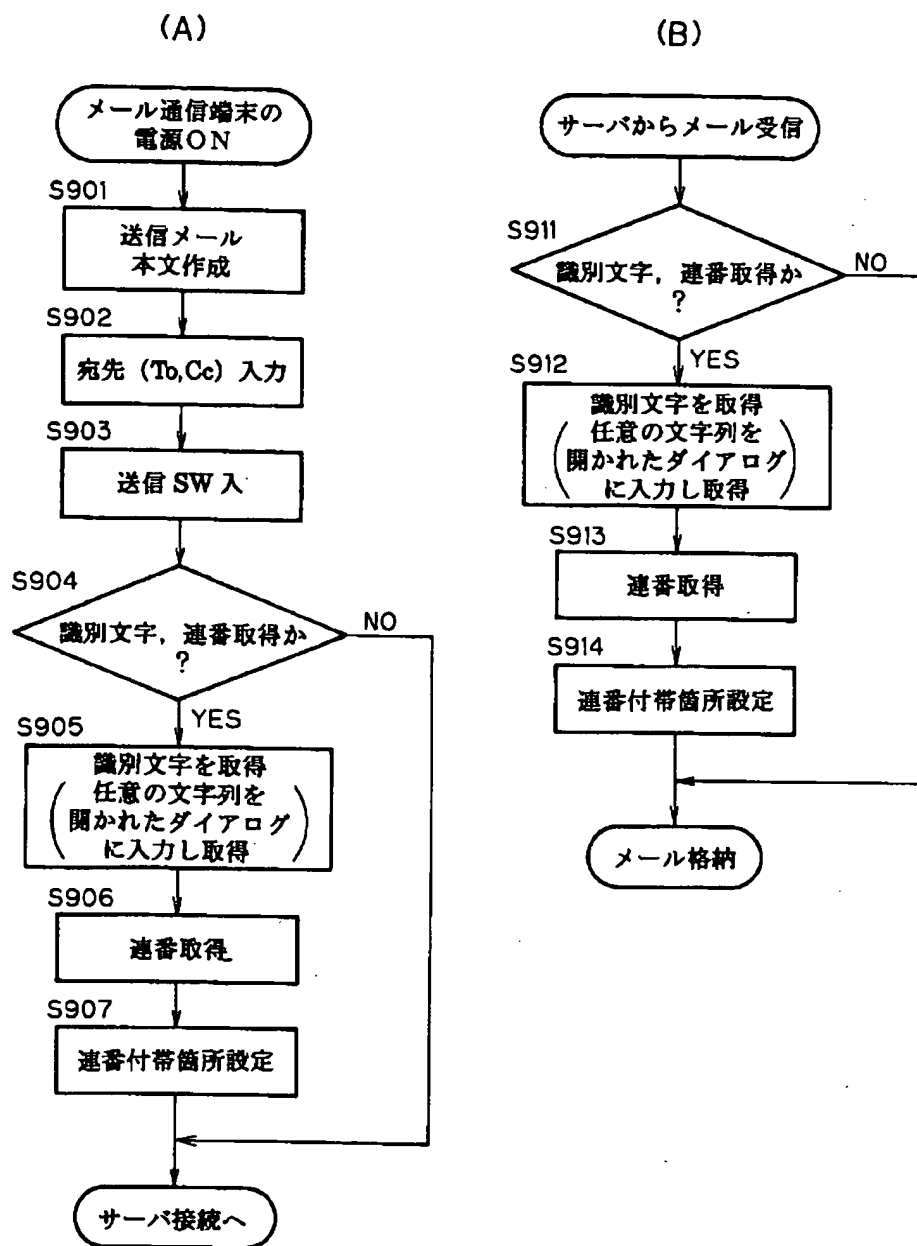 (A)
メール通信端末の
電源ON
S901
送信メール
本文作成
S902
宛先 (To,Cc) 入力
S903
送信 SW 入
S904
識別文字，連番取得か
?
NO
YES
S905
識別文字を取得
任意の文字列を
開かれたダイアログ
に入力し取得
S906
連番取得
S907
連番付帯箇所設定
サーバ接続へ
(B)
サーバからメール受信
S911
識別文字，連番取得か
?
NO
YES
S912
識別文字を取得
任意の文字列を
開かれたダイアログ
に入力し取得
S913
連番取得
S914
連番付帯箇所設定
メール格納